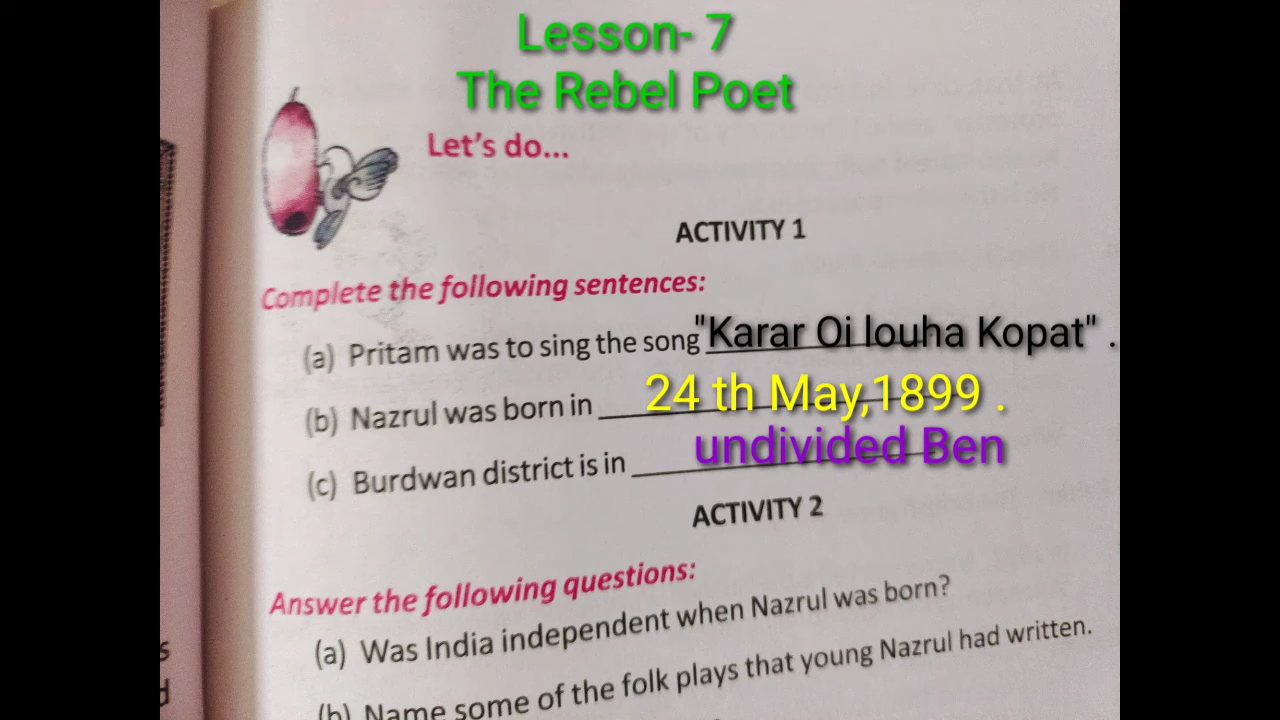 Lesson- 7
The Rebel Poet
Let's do...
ACTIVITY 1
Complete the following sentences:
(a) Pritam was to sing the song "Karar Oi louha Kopat" .
(b) Nazrul was born in 24 th May,1899 .
(c) Burdwan district is in undivided Ben
ACTIVITY 2
Answer the following questions:
(a) Was India independent when Nazrul was born?
(b) Name some of the folk plays that young Nazrul had written.
s
d